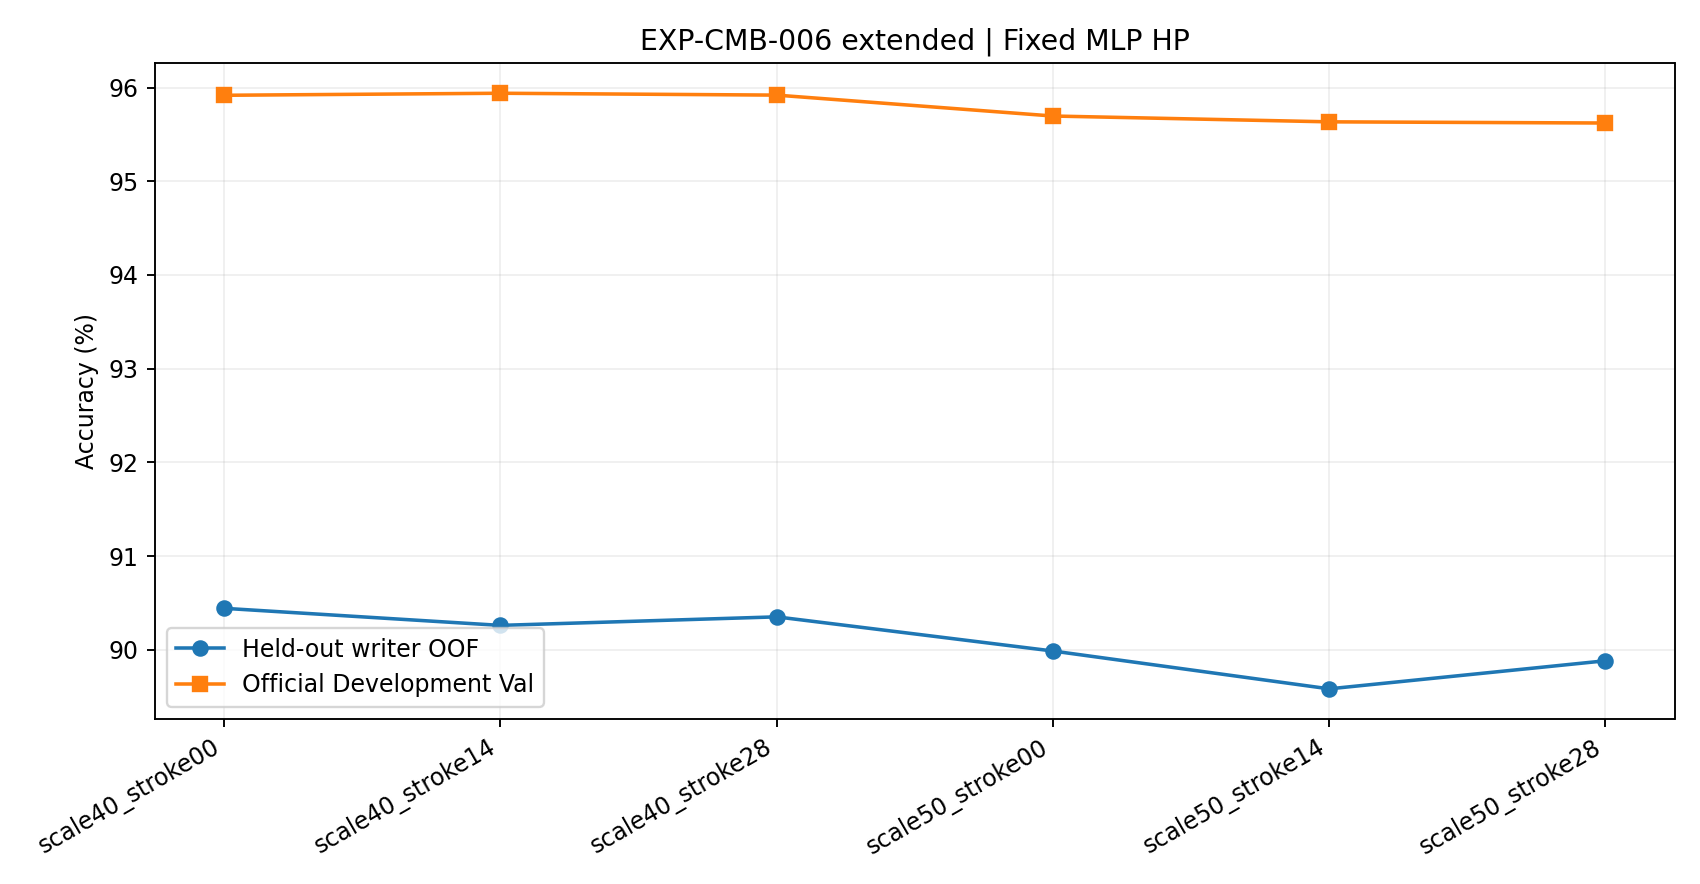 EXP-CMB-006 extended | Fixed MLP HP
Accuracy (%)
96
95
94
93
92
91
90
Held-out writer OOF
Official Development Val
scale40_stroke00
scale40_stroke14
scale40_stroke28
scale50_stroke00
scale50_stroke14
scale50_stroke28